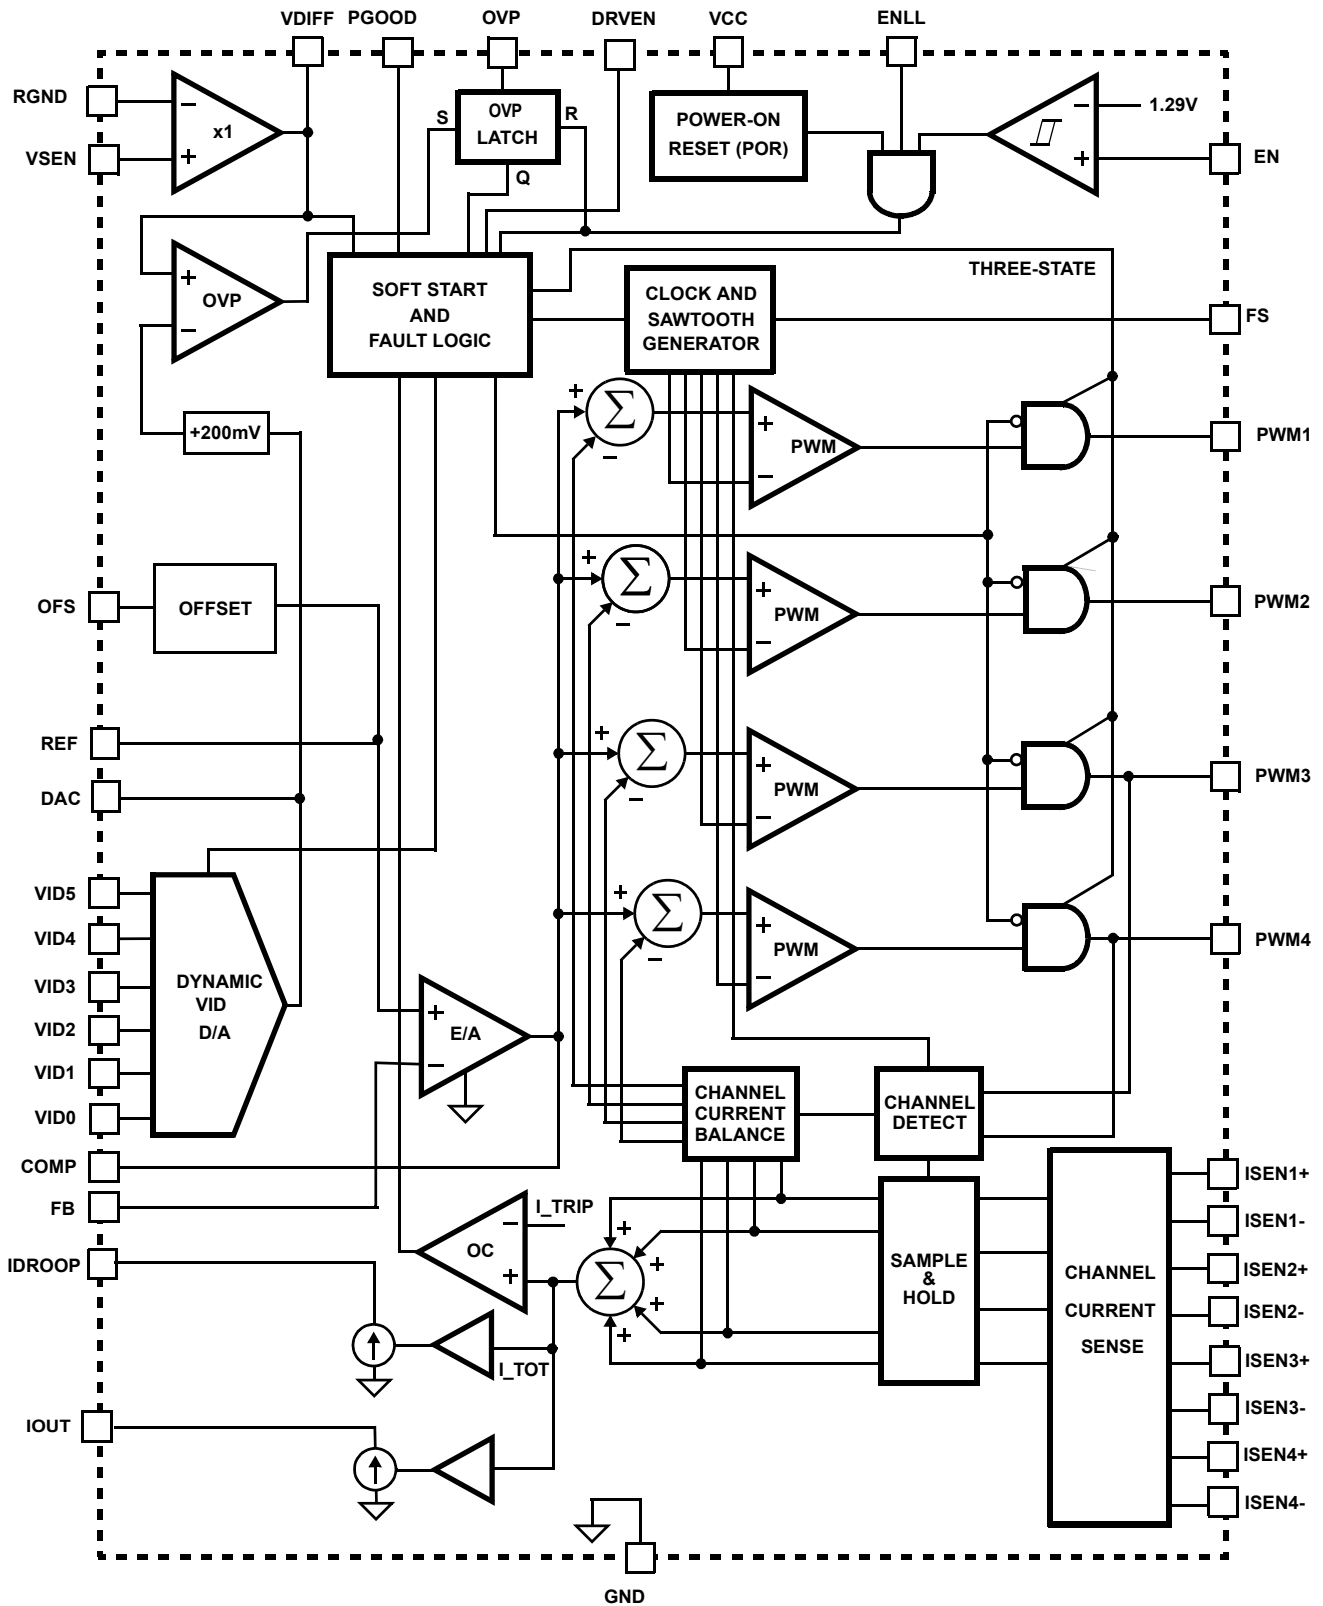 VDIFF PGOOD OVP DRVEN VCC ENLL
RGND
VSEN
− x1 +
S OVP LATCH R
Q
POWER-ON
RESET (POR)
− 1.29V
+ EN
+ OVP −
SOFT START
AND
FAULT LOGIC
CLOCK AND
SAWTOOTH
GENERATOR
THREE-STATE
FS
+200mV
+ Σ −
+ PWM −
PWM1
OFS
OFFSET
+ Σ −
+ PWM −
PWM2
REF
DAC
+ Σ −
+ PWM −
PWM3
VID5
VID4
VID3
VID2
VID1
VID0
DYNAMIC
VID
D/A
+ Σ −
+ PWM −
PWM4
+ E/A −
COMP
FB
CHANNEL
CURRENT
BALANCE
CHANNEL
DETECT
IDROOP
IOUT
− I_TRIP
OC
+
I_TOT
Σ + + + +
SAMPLE
&
HOLD
CHANNEL
CURRENT
SENSE
ISEN1+
ISEN1-
ISEN2+
ISEN2-
ISEN3+
ISEN3-
ISEN4+
ISEN4-
GND